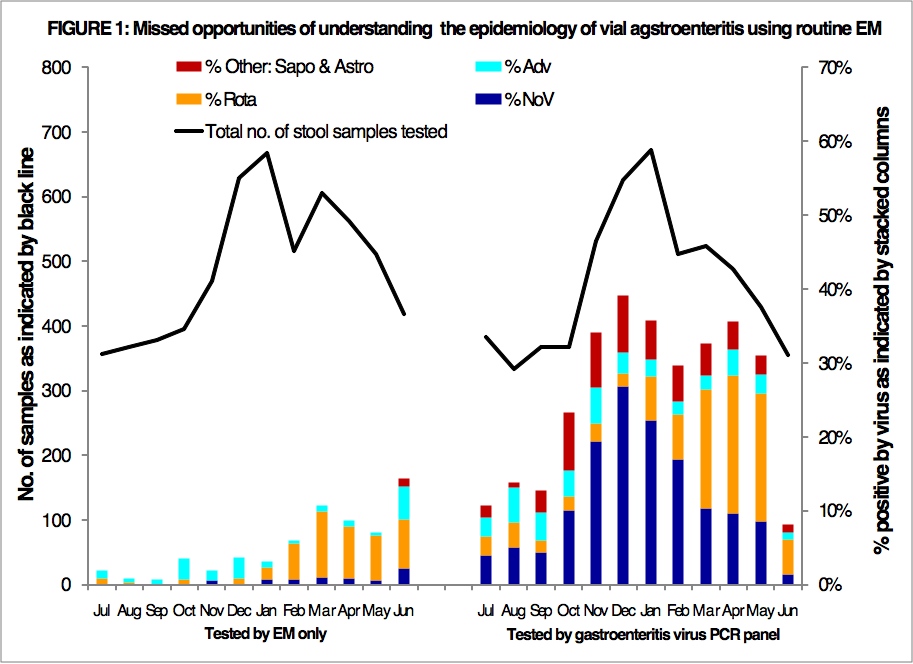 FIGURE 1: Missed opportunities of understanding the epidemiology of vial agstroenteritis using routine EM
800
700
600
500
400
300
200
100
0
No. of samples as indicated by black line
% Other: Sapo & Astro
% Adv
% Rota
% NoV
Total no. of stool samples tested
70%
60%
50%
40%
30%
20%
10%
0%
% positive by virus as indicated by stacked columns
Jul Aug Sep Oct Nov Dec Jan Feb Mar Apr May Jun
Jul Aug Sep Oct Nov Dec Jan Feb Mar Apr May Jun
Tested by EM only
Tested by gastroenteritis virus PCR panel